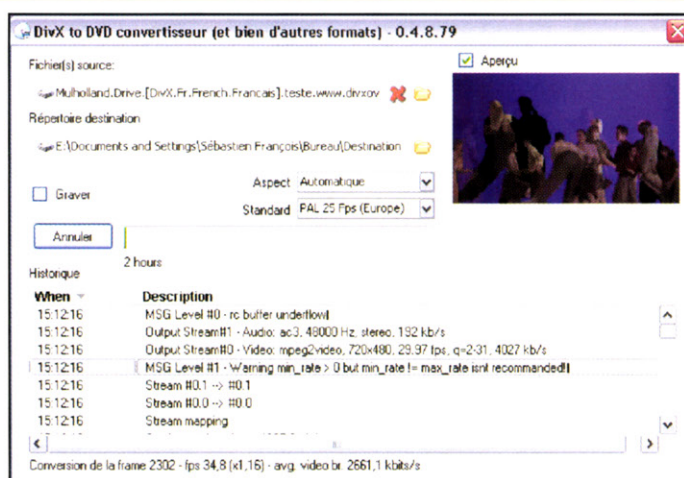 DivX to DVD convertisseur (et bien d'autres formats) - 0.4.8.79
Fichier(s) source:
Aperçu
Mulholland.Drive.[DivX.Fr.French.Francais].teste.www.divxov
Répertoire destination
E:\Documents and Settings\Sébastien François\Bureau\Destination
Graver
Aspect Automatique
Standard PAL 25 Fps (Europe)
Annuler
2 hours
Historique
When Description
15:12:16 MSG Level #0 - rc buffer underflow|
15:12:16 Output Stream#1 - Audio: ac3, 48000 Hz, stereo, 192 kb/s
15:12:16 Output Stream#0 - Video: mpeg2video, 720x480, 29.97 fps, q=2-31, 4027 kb/s
15:12:16 MSG Level #1 - Warning min_rate > 0 but min_rate != max_rate isnt recommanded!|
15:12:16 Stream #0.1 --> #0.1
15:12:16 Stream #0.0 --> #0.0
15:12:16 Stream mapping
Conversion de la frame 2302 - fps 34,8 (x1,16) - avg. video br. 2661,1 kbits/s